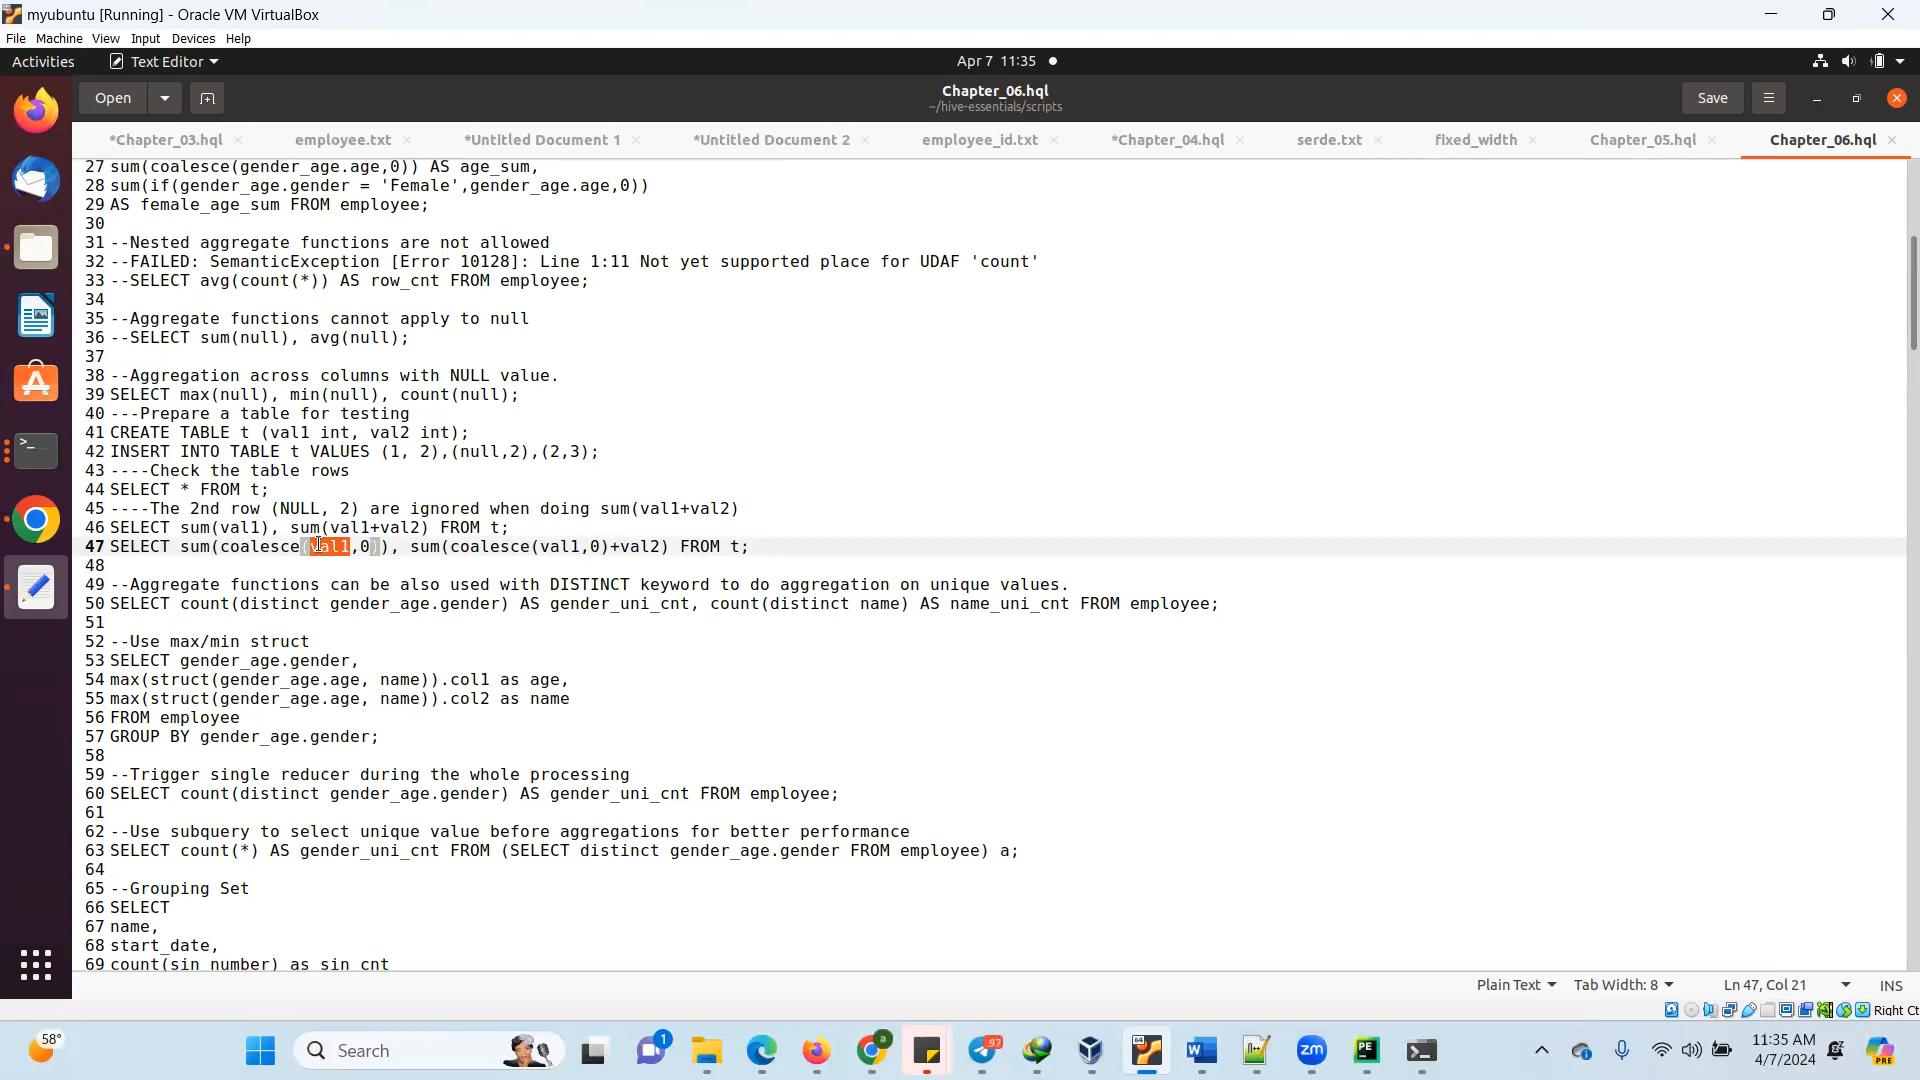 myubuntu [Running] - Oracle VM VirtualBox
File Machine View Input Devices Help
Activities Text Editor Apr 7 11:35
Open Chapter_06.hql Save
~/hive-essentials/scripts
*Chapter_03.hql employee.txt *Untitled Document 1 *Untitled Document 2 employee_id.txt *Chapter_04.hql serde.txt fixed_width Chapter_05.hql Chapter_06.hql
27 sum(coalesce(gender_age.age,0)) AS age_sum,
28 sum(if(gender_age.gender = 'Female',gender_age.age,0))
29 AS female_age_sum FROM employee;
30
31 --Nested aggregate functions are not allowed
32 --FAILED: SemanticException [Error 10128]: Line 1:11 Not yet supported place for UDAF 'count'
33 --SELECT avg(count(*)) AS row_cnt FROM employee;
34
35 --Aggregate functions cannot apply to null
36 --SELECT sum(null), avg(null);
37
38 --Aggregation across columns with NULL value.
39 SELECT max(null), min(null), count(null);
40 ---Prepare a table for testing
41 CREATE TABLE t (val1 int, val2 int);
42 INSERT INTO TABLE t VALUES (1, 2),(null,2),(2,3);
43 ----Check the table rows
44 SELECT * FROM t;
45 ----The 2nd row (NULL, 2) are ignored when doing sum(val1+val2)
46 SELECT sum(val1), sum(val1+val2) FROM t;
47 SELECT sum(coalesce(val1,0)), sum(coalesce(val1,0)+val2) FROM t;
48
49 --Aggregate functions can be also used with DISTINCT keyword to do aggregation on unique values.
50 SELECT count(distinct gender_age.gender) AS gender_uni_cnt, count(distinct name) AS name_uni_cnt FROM employee;
51
52 --Use max/min struct
53 SELECT gender_age.gender,
54 max(struct(gender_age.age, name)).col1 as age,
55 max(struct(gender_age.age, name)).col2 as name
56 FROM employee
57 GROUP BY gender_age.gender;
58
59 --Trigger single reducer during the whole processing
60 SELECT count(distinct gender_age.gender) AS gender_uni_cnt FROM employee;
61
62 --Use subquery to select unique value before aggregations for better performance
63 SELECT count(*) AS gender_uni_cnt FROM (SELECT distinct gender_age.gender FROM employee) a;
64
65 --Grouping Set
66 SELECT
67 name,
68 start_date,
69 count(sin_number) as sin_cnt
Plain Text Tab Width: 8 Ln 47, Col 21 INS
Right Ct
58° Search 1 a 97 11:35 AM
4/7/2024